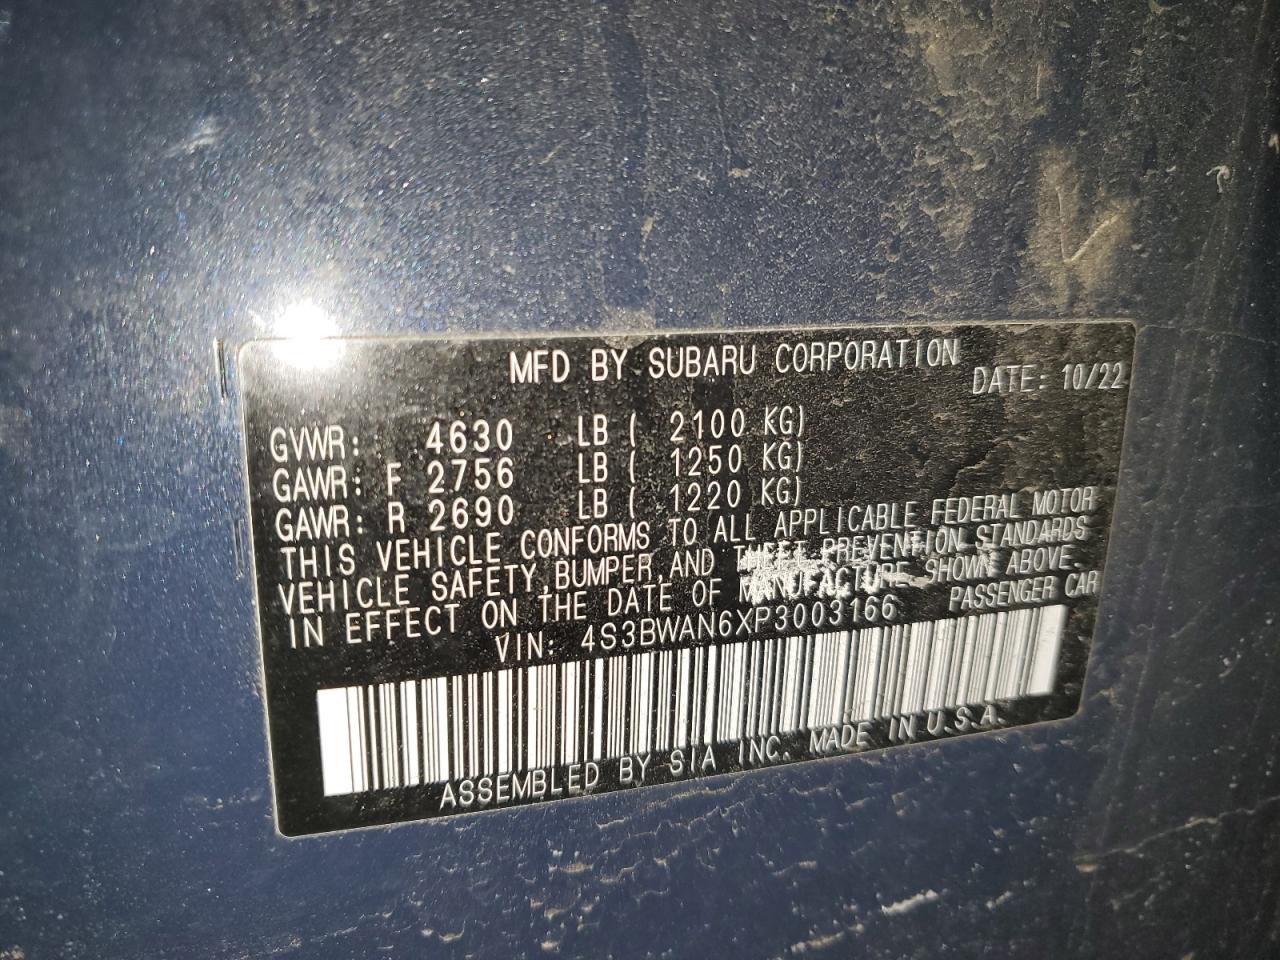 MFD BY SUBARU CORPORATION
DATE: 10/22
GVWR: 4630 LB ( 2100 KG)
GAWR: F 2756 LB ( 1250 KG)
GAWR: R 2690 LB ( 1220 KG)
THIS VEHICLE CONFORMS TO ALL APPLICABLE FEDERAL MOTOR
VEHICLE SAFETY,BUMPER,AND THEFT PREVENTION STANDARDS
IN EFFECT ON THE DATE OF MANUFACTURE SHOWN ABOVE.
VIN: 4S3BWAN6XP3003166 PASSENGER CAR
ASSEMBLED BY SIA INC. MADE IN U.S.A.